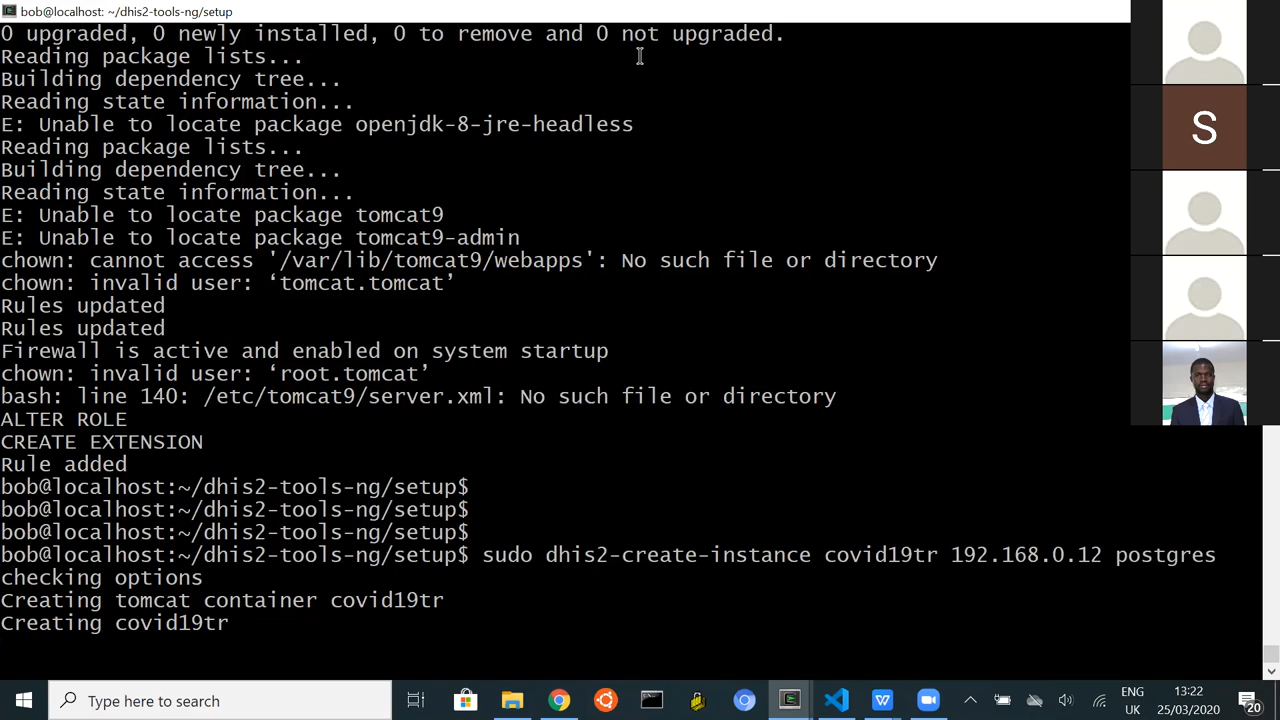 bob@localhost: ~/dhis2-tools-ng/setup
0 upgraded, 0 newly installed, 0 to remove and 0 not upgraded.
Reading package lists...
Building dependency tree...
Reading state information...
E: Unable to locate package openjdk-8-jre-headless
Reading package lists...
Building dependency tree...
Reading state information...
E: Unable to locate package tomcat9
E: Unable to locate package tomcat9-admin
chown: cannot access '/var/lib/tomcat9/webapps': No such file or directory
chown: invalid user: ‘tomcat.tomcat’
Rules updated
Rules updated
Firewall is active and enabled on system startup
chown: invalid user: ‘root.tomcat’
bash: line 140: /etc/tomcat9/server.xml: No such file or directory
ALTER ROLE
CREATE EXTENSION
Rule added
bob@localhost:~/dhis2-tools-ng/setup$
bob@localhost:~/dhis2-tools-ng/setup$
bob@localhost:~/dhis2-tools-ng/setup$
bob@localhost:~/dhis2-tools-ng/setup$ sudo dhis2-create-instance covid19tr 192.168.0.12 postgres
checking options
Creating tomcat container covid19tr
Creating covid19tr
S
Type here to search
ENG
UK
13:22
25/03/2020
20